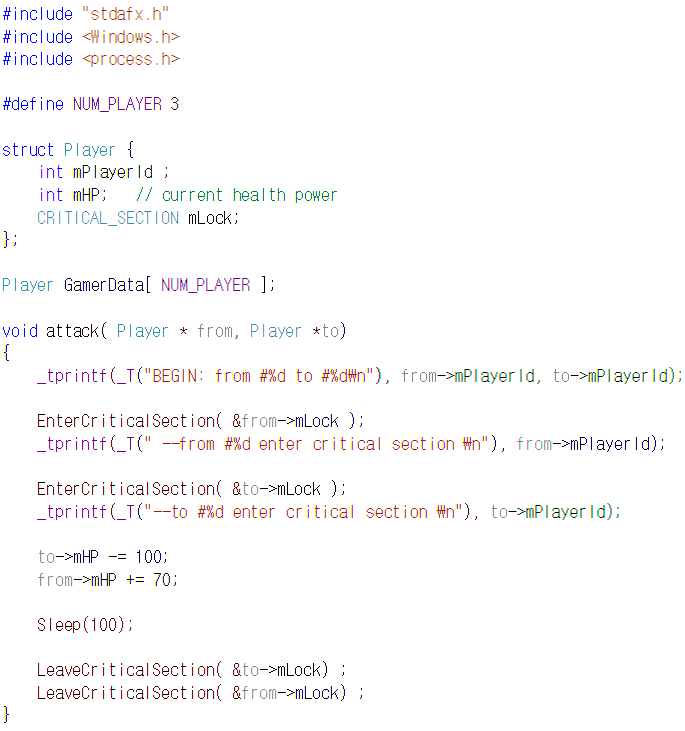 #include "stdafx.h"
#include <Windows.h>
#include <process.h>
#define NUM_PLAYER 3
struct Player {
int mPlayerId ;
int mHP; // current health power
CRITICAL_SECTION mLock;
};
Player GamerData[ NUM_PLAYER ];
void attack( Player * from, Player *to)
{
_tprintf(_T("BEGIN: from #%d to #%d₩n"), from->mPlayerId, to->mPlayerId);
EnterCriticalSection( &from->mLock );
_tprintf(_T(" --from #%d enter critical section ₩n"), from->mPlayerId);
EnterCriticalSection( &to->mLock );
_tprintf(_T("--to #%d enter critical section ₩n"), to->mPlayerId);
to->mHP -= 100;
from->mHP += 70;
Sleep(100);
LeaveCriticalSection( &to->mLock) ;
LeaveCriticalSection( &from->mLock) ;
}